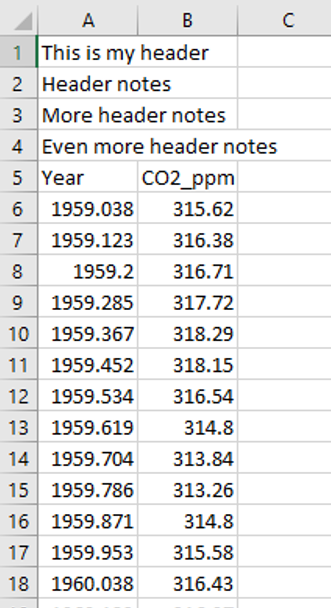 A B C
1 This is my header
2 Header notes
3 More header notes
4 Even more header notes
5 Year CO2_ppm
6 1959.038 315.62
7 1959.123 316.38
8 1959.2 316.71
9 1959.285 317.72
10 1959.367 318.29
11 1959.452 318.15
12 1959.534 316.54
13 1959.619 314.8
14 1959.704 313.84
15 1959.786 313.26
16 1959.871 314.8
17 1959.953 315.58
18 1960.038 316.43